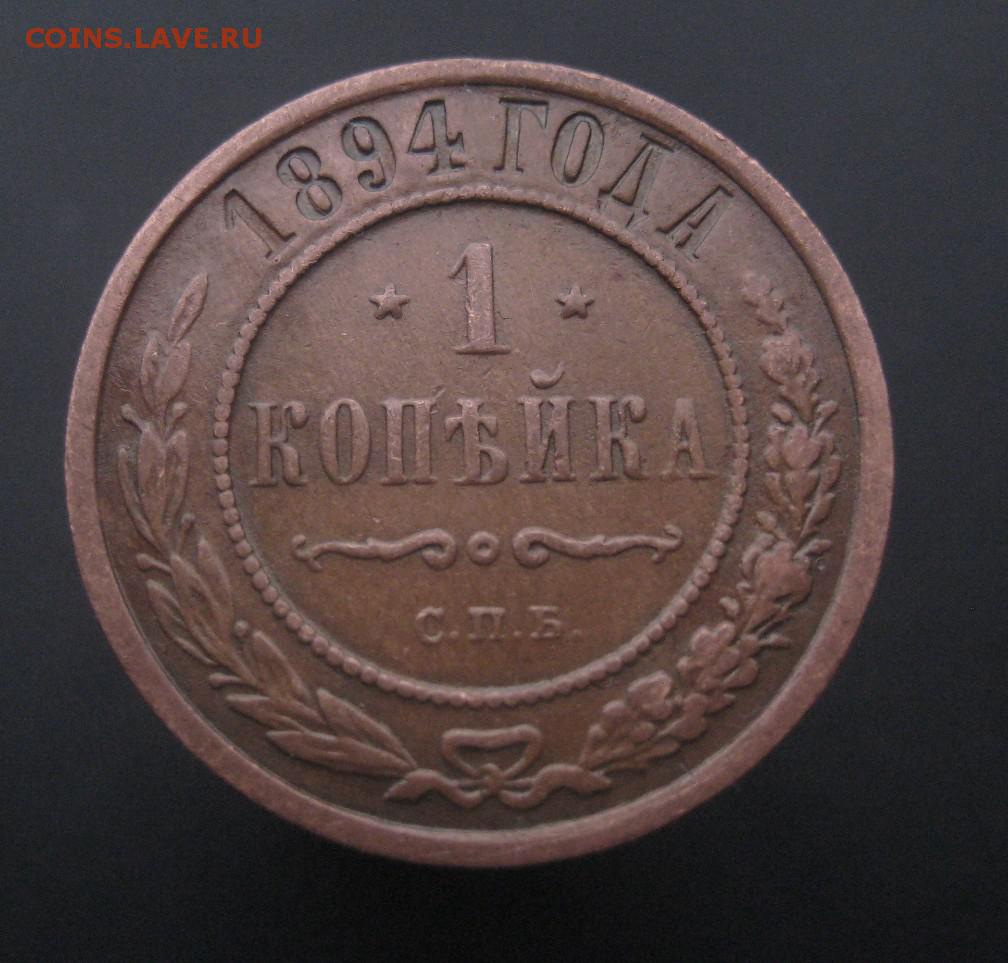 COINS.LAVE.RU
1894 ГОДА
1
КОПѢЙКА
С.П.Б.